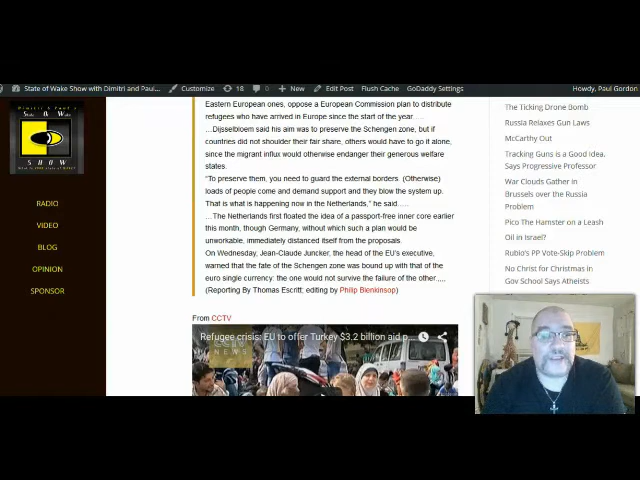 State of Wake Show with Dimitri and Paul...
Customize
18
0
New
Edit Post
Flush Cache
GoDaddy Settings
Howdy, Paul Gordon
SHOW
RADIO
VIDEO
BLOG
OPINION
SPONSOR
Eastern European ones, oppose a European Commission plan to distribute
refugees who have arrived in Europe since the start of the year.....
...Dijsselbloem said his aim was to preserve the Schengen zone, but if
countries did not shoulder their fair share, others would have to go it alone,
since the migrant influx would otherwise endanger their generous welfare
states.
“To preserve them, you need to guard the external borders. (Otherwise)
loads of people come and demand support and they blow the system up.
That is what is happening now in the Netherlands,” he said.....
...The Netherlands first floated the idea of a passport-free inner core earlier
this month, though Germany, without which such a plan would be
unworkable, immediately distanced itself from the proposals.
On Wednesday, Jean-Claude Juncker, the head of the EU's executive,
warned that the fate of the Schengen zone was bound up with that of the
euro single currency: the one would not survive the failure of the other.,,,,
(Reporting By Thomas Escritt; editing by Philip Blenkinsop)
From CCTV
Refugee crisis: EU to offer Turkey $3.2 billion aid p...
NEWS
The Ticking Drone Bomb
Russia Relaxes Gun Laws
McCarthy Out
Tracking Guns is a Good Idea,
Says Progressive Professor
War Clouds Gather in
Brussels over the Russia
Problem
Pico The Hamster on a Leash
Oil in Israel?
Rubio's PP Vote-Skip Problem
No Christ for Christmas in
Gov School Says Atheists